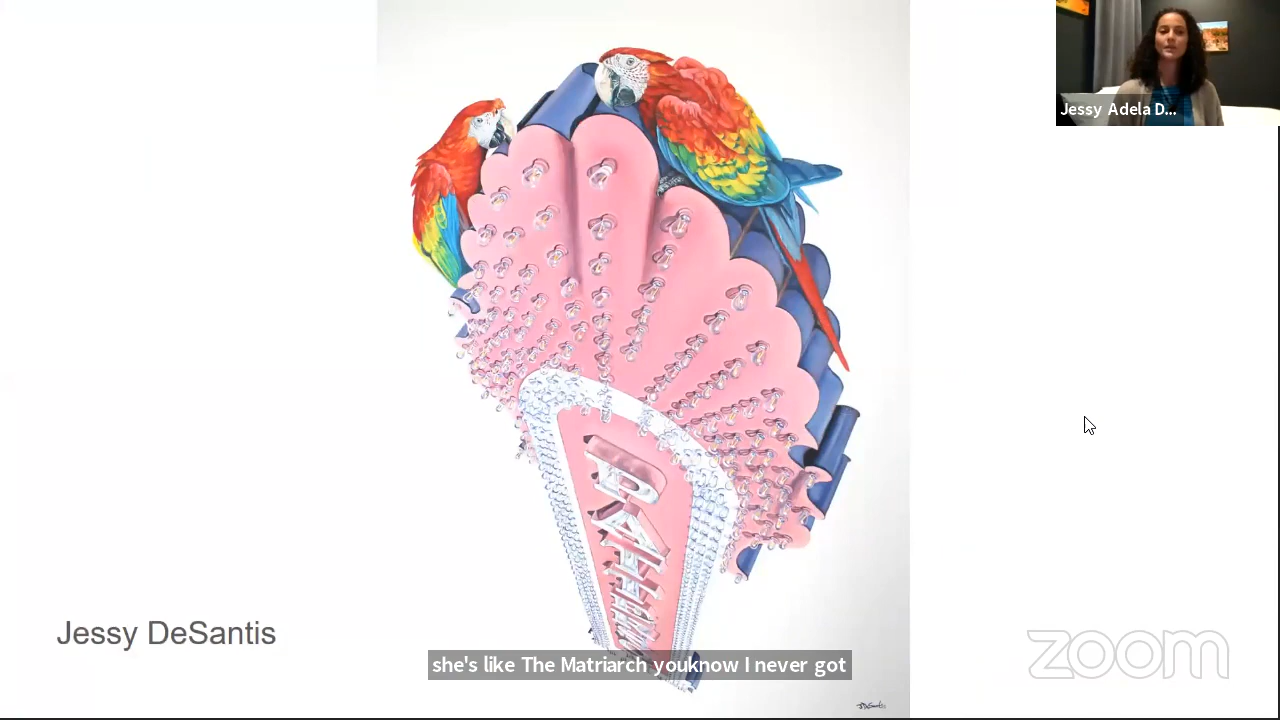 Jessy Adela D...
Jessy DeSantis
zoom
she's like The Matriarch youknow I never got